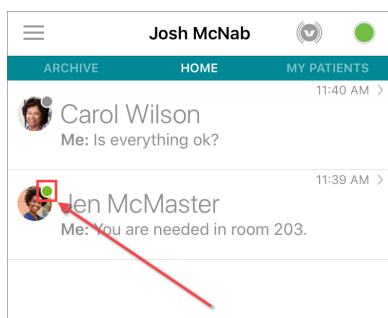 Josh McNab
ARCHIVE HOME MY PATIENTS
11:40 AM
Carol Wilson
Me: Is everything ok?
11:39 AM
Jen McMaster
Me: You are needed in room 203.